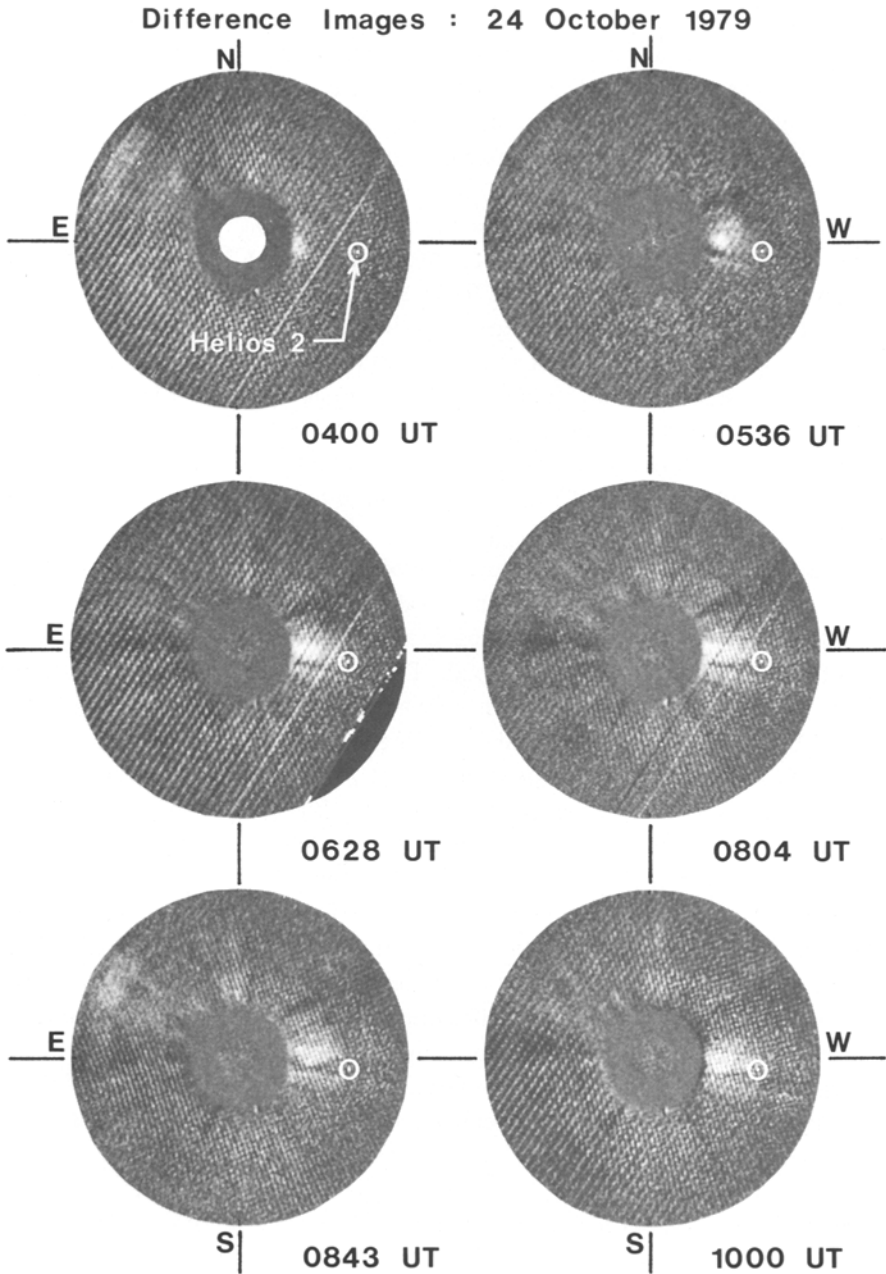 Difference Images : 24 October 1979
N N
E W
Helios 2
0400 UT 0536 UT
E W
0628 UT 0804 UT
E W
S 0843 UT S 1000 UT